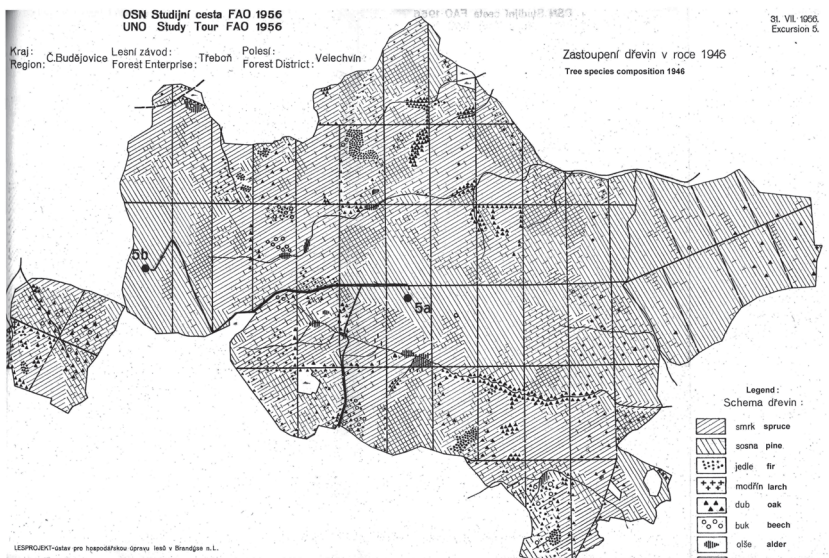 OSN Studijní cesta FAO 1956
UNO Study Tour FAO 1956
31. VII. 1956.
Excursion 5.
Kraj:
Region: Č.Budějovice
Lesní závod:
Forest Enterprise: Třeboň
Polesí:
Forest District: Velechvín
Zastoupení dřevin v roce 1946
Tree species composition 1946
5b
5a
Legend:
Schema dřevin:
smrk spruce
sosna pine
jedle fir
modřín larch
dub oak
buk beech
olše alder
LESPROJEKT-ústav pro hospodářskou úpravu lesů v Brandýse n.L.